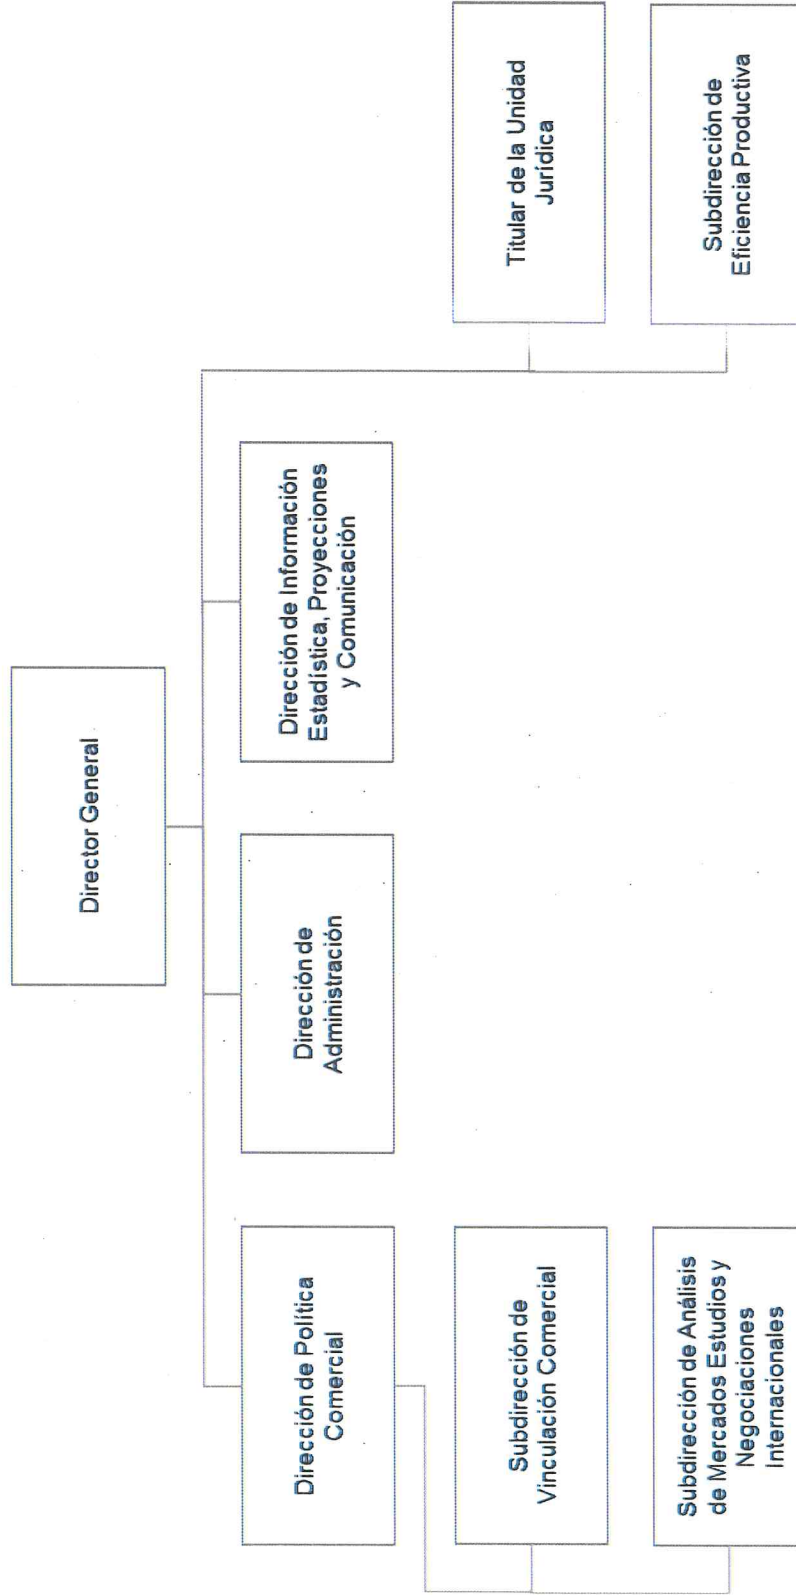 Director General
Dirección de Política
Comercial
Dirección de
Administración
Dirección de Información
Estadística, Proyecciones
y Comunicación
Subdirección de
Vinculación Comercial
Titular de la Unidad
Jurídica
Subdirección de Análisis
de Mercados Estudios y
Negociaciones
Internacionales
Subdirección de
Eficiencia Productiva